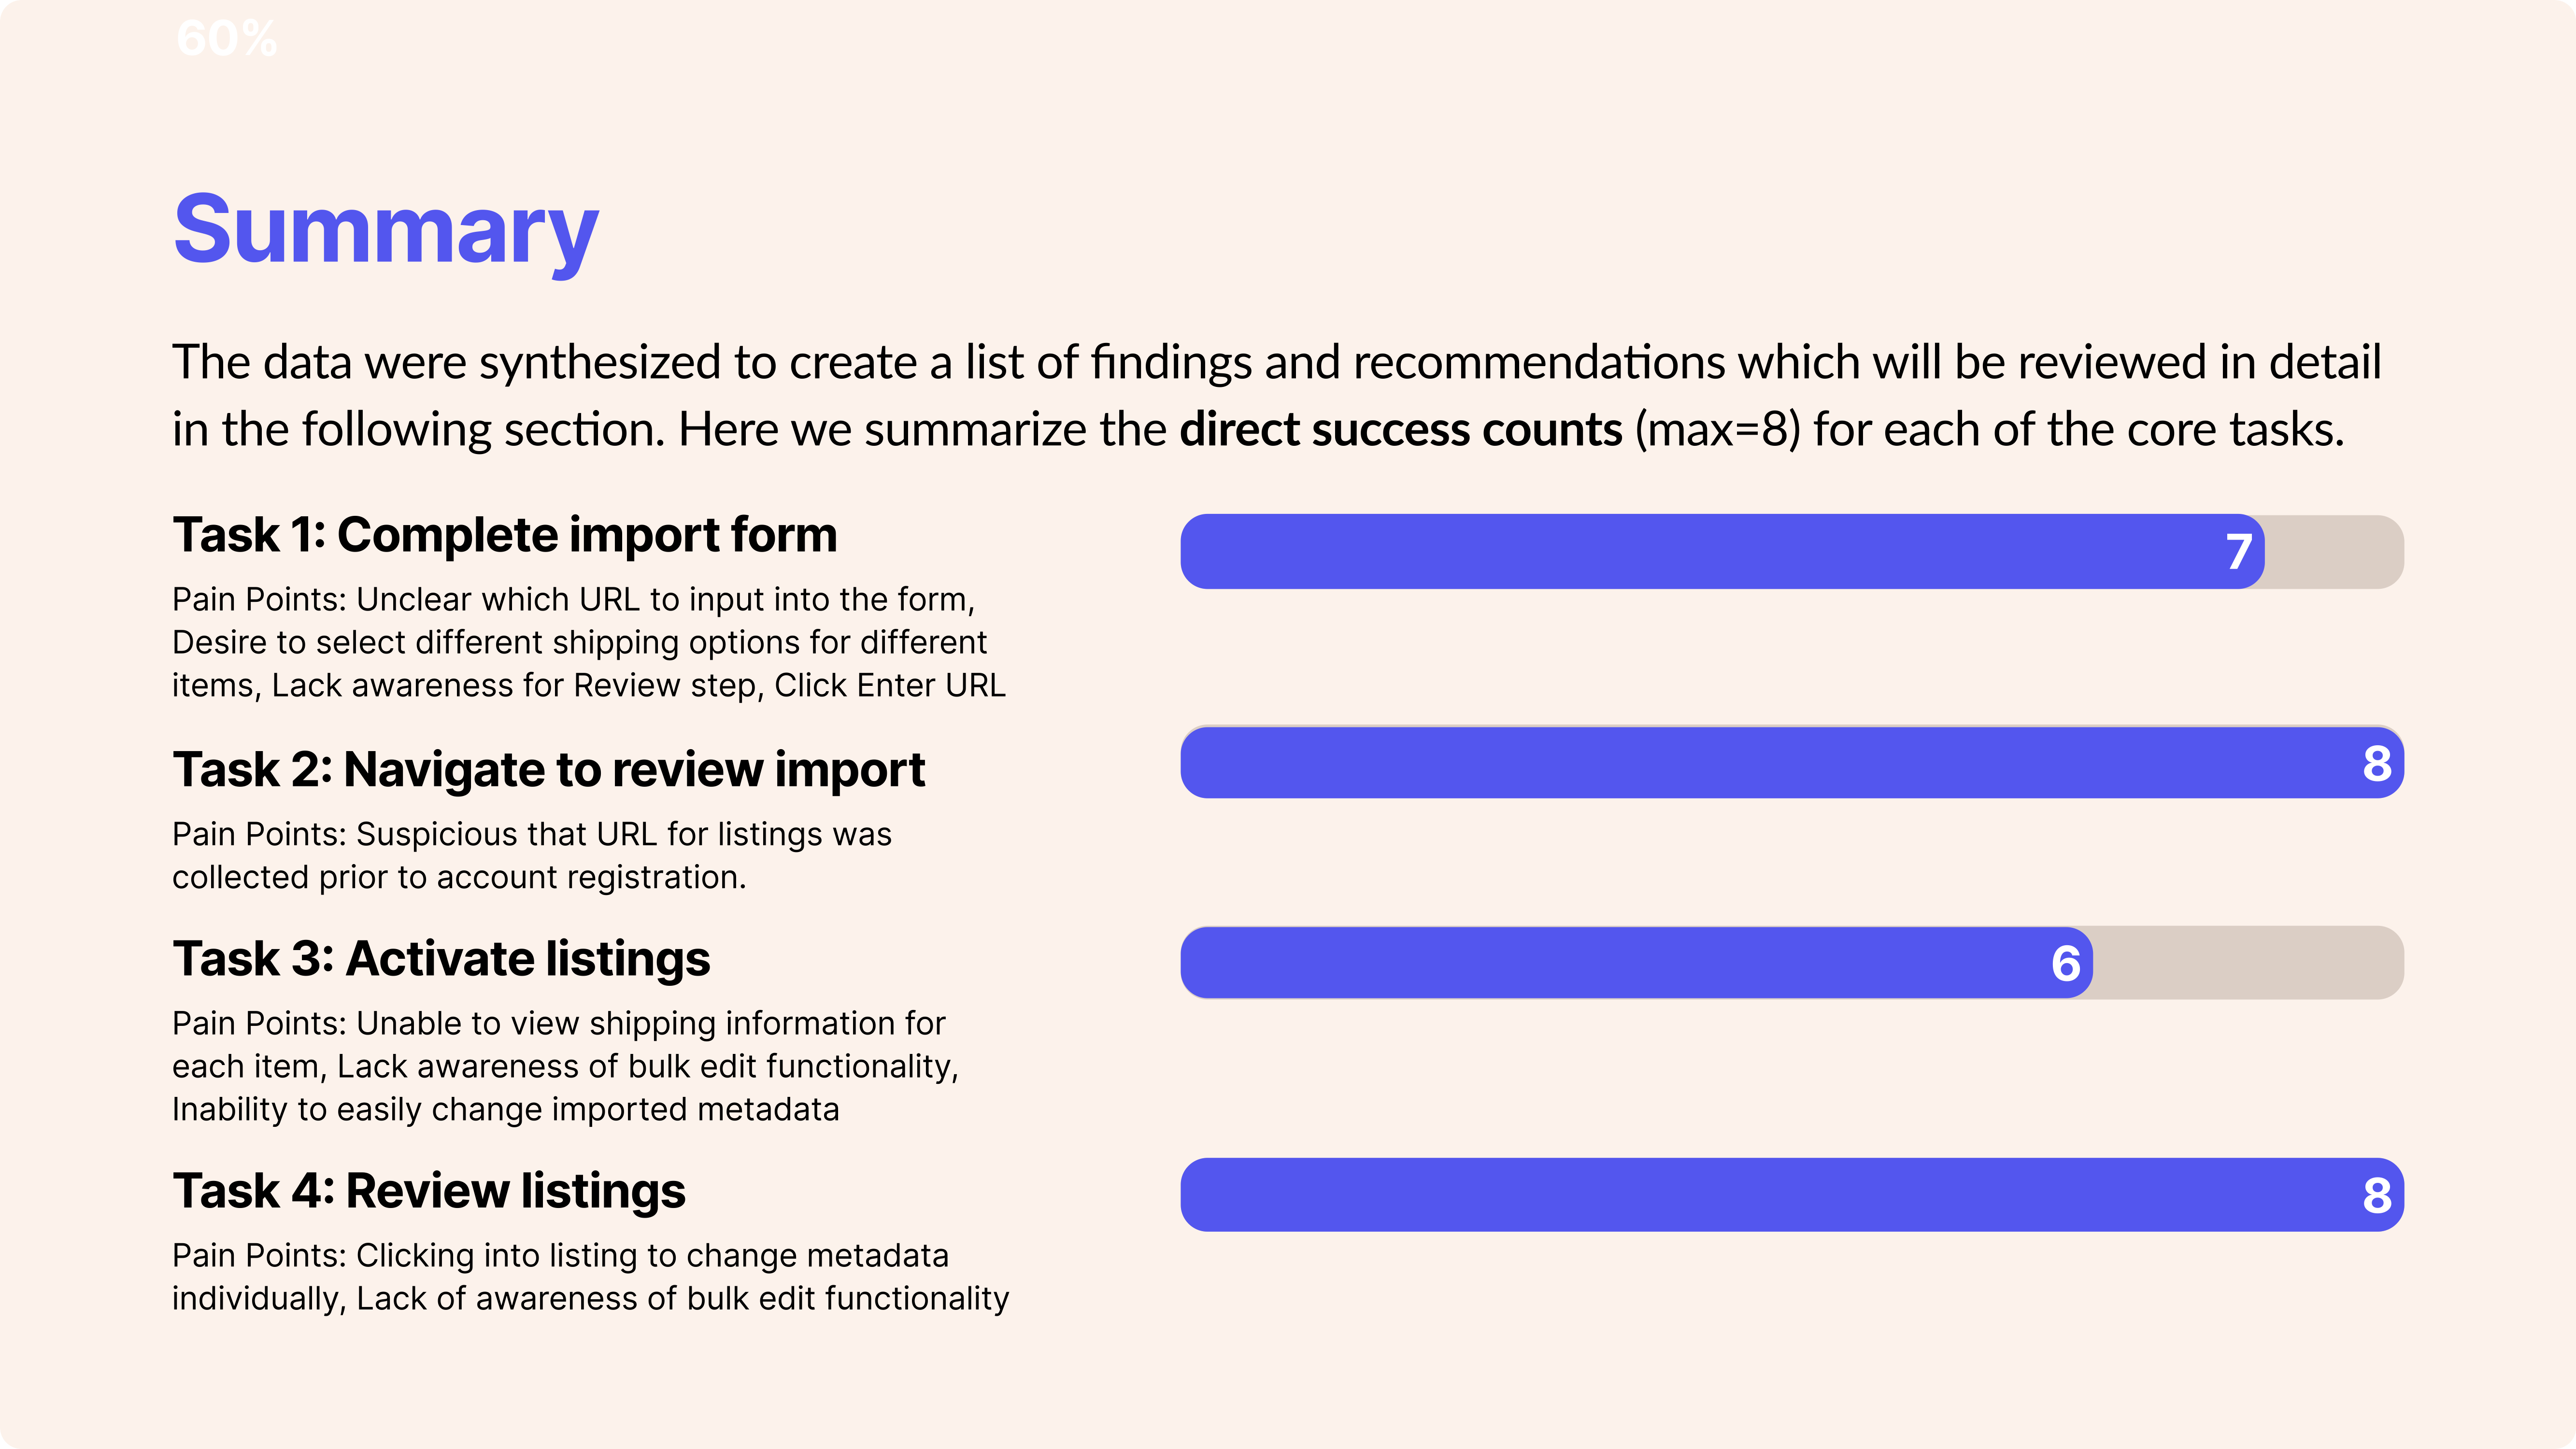 60%
Summary
The data were synthesized to create a list of findings and recommendations which will be reviewed in detail
in the following section. Here we summarize the direct success counts (max=8) for each of the core tasks.
Task 1: Complete import form
7
Pain Points: Unclear which URL to input into the form,
Desire to select different shipping options for different
items, Lack awareness for Review step, Click Enter URL
Task 2: Navigate to review import
8
Pain Points: Suspicious that URL for listings was
collected prior to account registration.
Task 3: Activate listings
6
Pain Points: Unable to view shipping information for
each item, Lack awareness of bulk edit functionality,
Inability to easily change imported metadata
Task 4: Review listings
8
Pain Points: Clicking into listing to change metadata
individually, Lack of awareness of bulk edit functionality